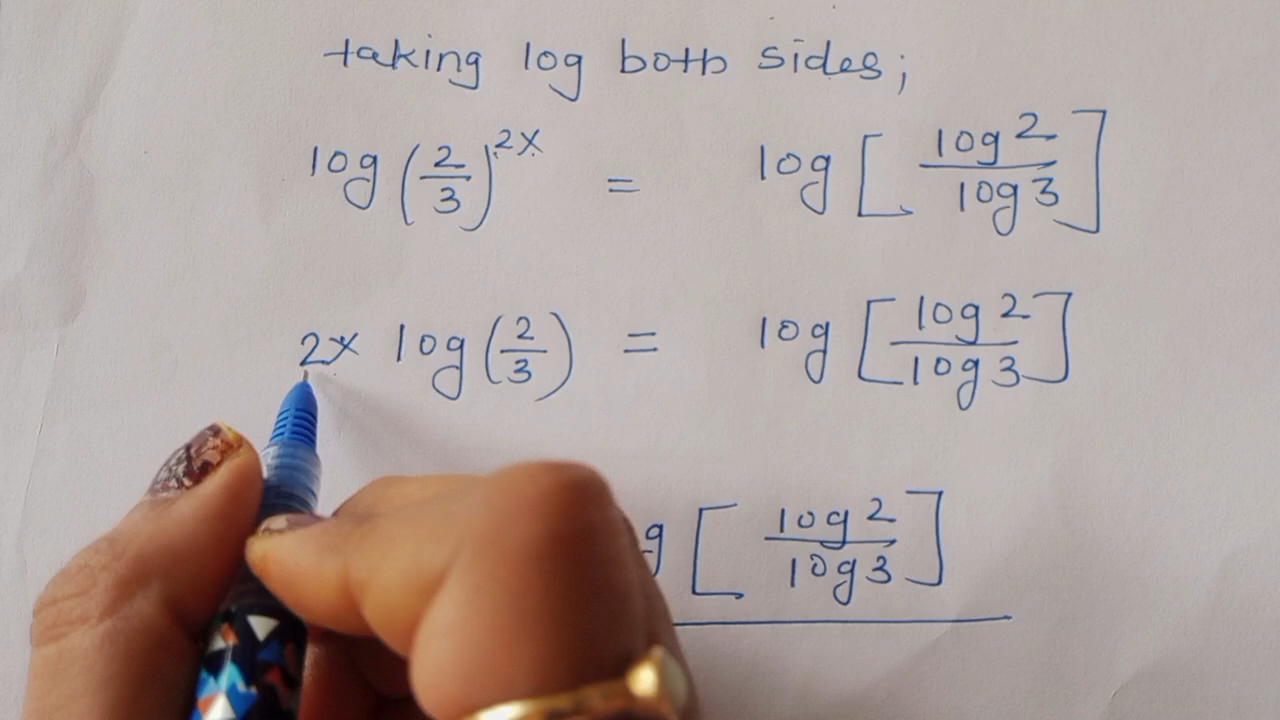 taking log both sides;
log (2/3)^2x = log [log 2 / log 3]
2x log (2/3) = log [log 2 / log 3]
[log 2 / log 3]